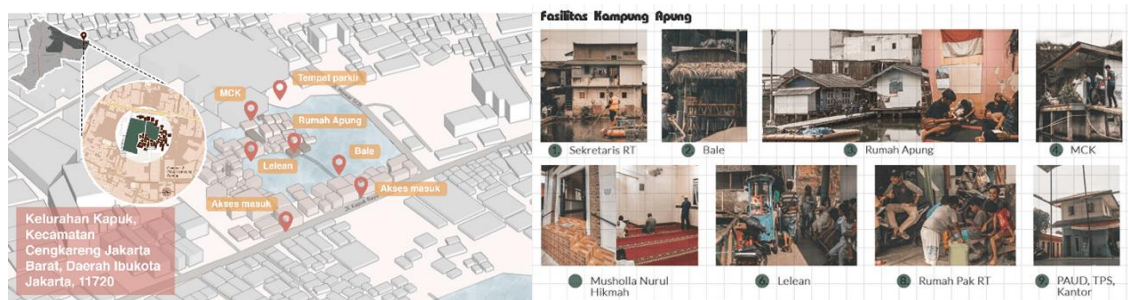 MCK
Tempat parkir
Rumah Apung
Lelean
Bale
Akses masuk
Akses masuk
Kelurahan Kapuk,
Kecamatan
Cengkareng Jakarta
Barat, Daerah Ibukota
Jakarta, 11720
Fasilitas Kampung Apung
1 Sekretaris RT
2 Bale
3 Rumah Apung
4 MCK
Musholla Nurul
Hikmah
6 Lelean
8 Rumah Pak RT
9 PAUD, TPS,
Kantor